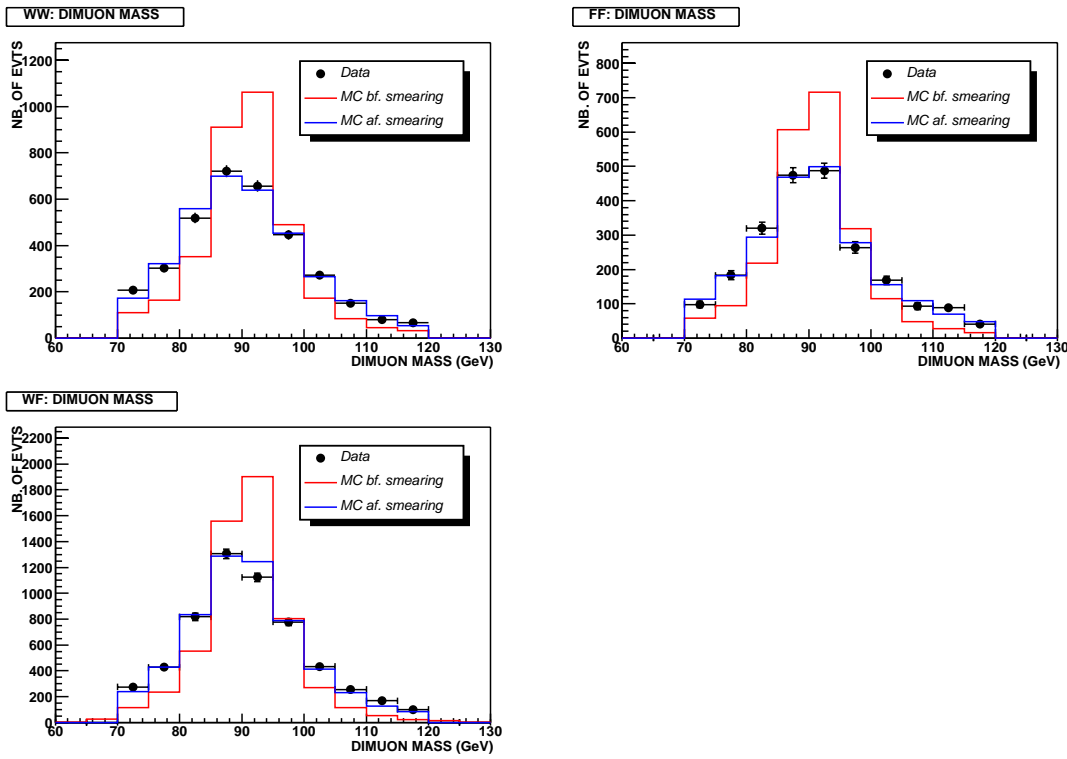 WW: DIMUON MASS
NB. OF EVTS
1200
1000
800
600
400
200
0
Data
MC bf. smearing
MC af. smearing
60 70 80 90 100 110 120 130
DIMUON MASS (GeV)
FF: DIMUON MASS
NB. OF EVTS
800
700
600
500
400
300
200
100
0
Data
MC bf. smearing
MC af. smearing
60 70 80 90 100 110 120 130
DIMUON MASS (GeV)
WF: DIMUON MASS
NB. OF EVTS
2200
2000
1800
1600
1400
1200
1000
800
600
400
200
0
Data
MC bf. smearing
MC af. smearing
60 70 80 90 100 110 120 130
DIMUON MASS (GeV)